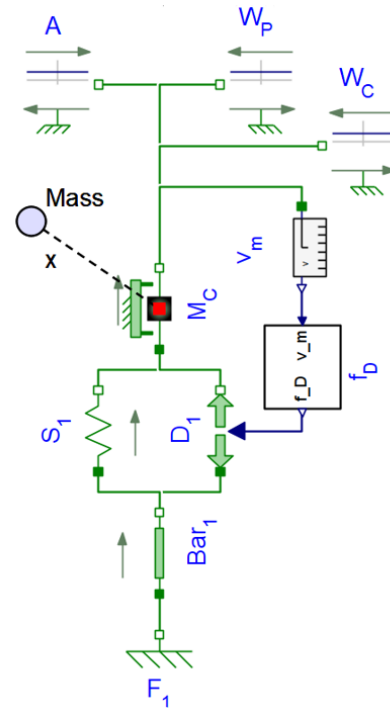 A
W_P
W_C
Mass
x
v_m
M_C
v
v_m
f_D
f_D
S_1
D_1
Bar_1
F_1